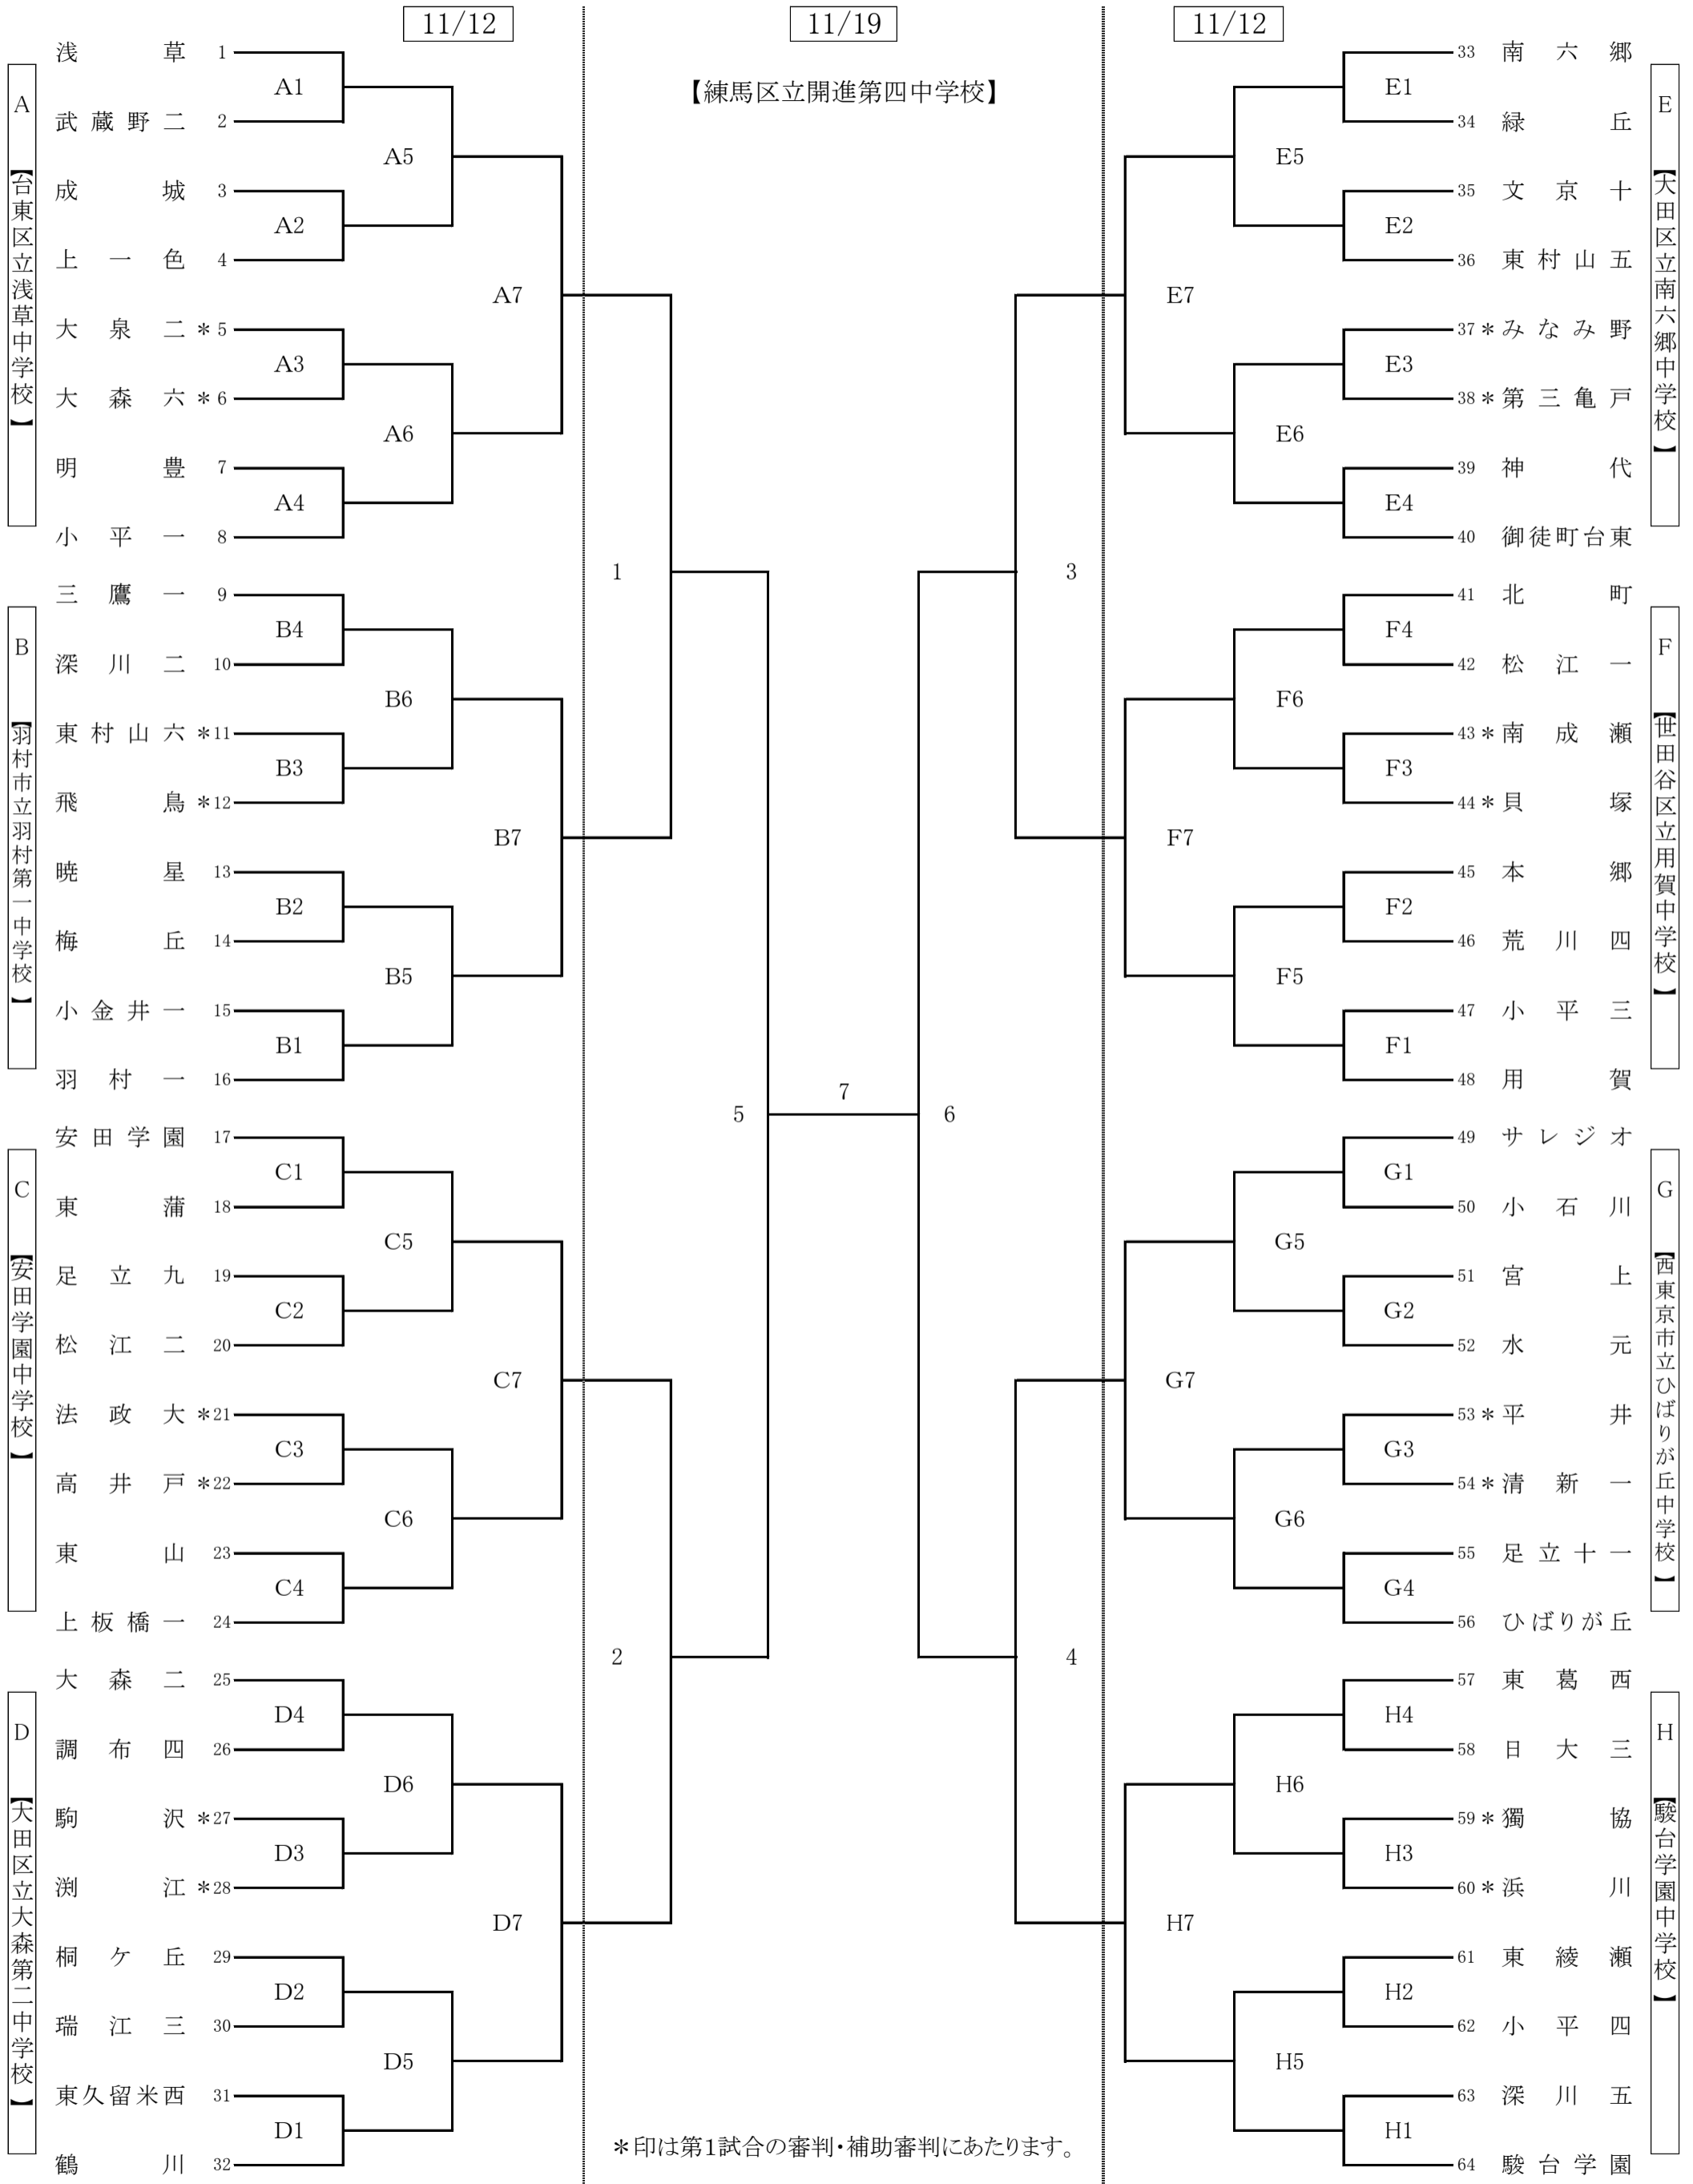 11/12
11/19
11/12
【練馬区立開進第四中学校】
A 【台東区立浅草中学校】
浅草 1
A1
武蔵野二 2
A5
成城 3
A2
上一色 4
A7
大泉二 *5
A3
大森六 *6
A6
明豊 7
A4
小平一 8
1
B 【羽村市立羽村第一中学校】
三鷹一 9
B4
深川二 10
B6
東村山六 *11
B3
飛鳥 *12
B7
暁星 13
B2
梅丘 14
B5
小金井一 15
B1
羽村一 16
5
C 【安田学園中学校】
安田学園 17
C1
東蒲 18
C5
足立九 19
C2
松江二 20
C7
法政大 *21
C3
高井戸 *22
C6
東山 23
C4
上板橋一 24
2
D 【大田区立大森第二中学校】
大森二 25
D4
調布四 26
D6
駒沢 *27
D3
渕江 *28
D7
桐ケ丘 29
D2
瑞江三 30
D5
東久留米西 31
D1
鶴川 32
7
E 【大田区立南六郷中学校】
33 南六郷
E1
34 緑丘
E5
35 文京十
E2
36 東村山五
E7
37 * みなみ野
E3
38 * 第三亀戸
E6
39 神代
E4
40 御徒町台東
3
F 【世田谷区立用賀中学校】
41 北町
F4
42 松江一
F6
43 * 南成瀬
F3
44 * 貝塚
F7
45 本郷
F2
46 荒川四
F5
47 小平三
F1
48 用賀
6
G 【西東京市立ひばりが丘中学校】
49 サレジオ
G1
50 小石川
G5
51 宮上
G2
52 水元
G7
53 * 平井
G3
54 * 清新一
G6
55 足立十一
G4
56 ひばりが丘
4
H 【駿台学園中学校】
57 東葛西
H4
58 日大三
H6
59 * 獨協
H3
60 * 浜川
H7
61 東綾瀬
H2
62 小平四
H5
63 深川五
H1
64 駿台学園
*印は第1試合の審判・補助審判にあたります。